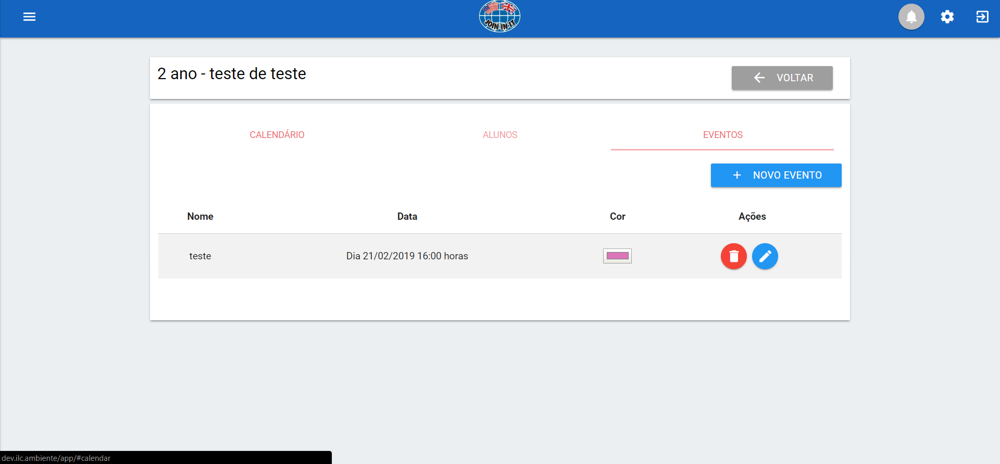 JOIN IN IT
2 ano - teste de teste
VOLTAR
CALENDÁRIO ALUNOS EVENTOS
NOVO EVENTO
Nome Data Cor Ações
teste Dia 21/02/2019 16:00 horas
dev.ilc.ambiente/app/#calendar